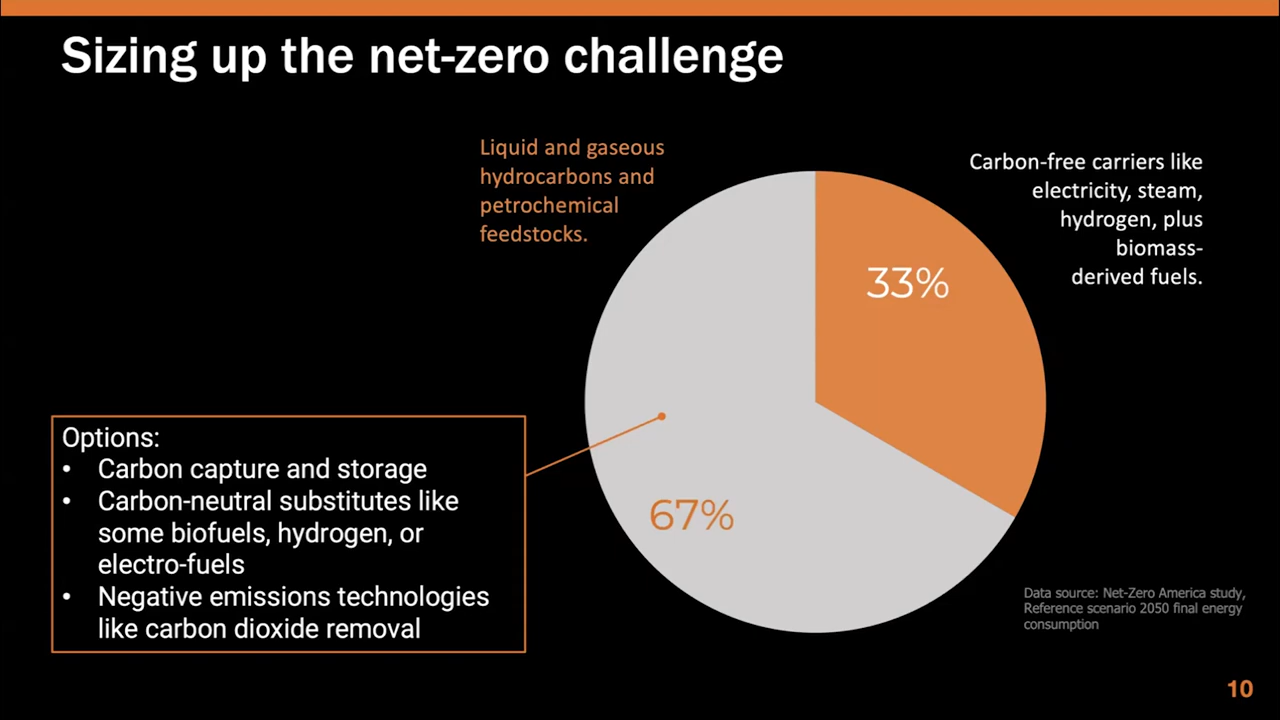 Sizing up the net-zero challenge
Liquid and gaseous
hydrocarbons and
petrochemical
feedstocks.
Carbon-free carriers like
electricity, steam,
hydrogen, plus
biomass-
derived fuels.
33%
67%
Options:
• Carbon capture and storage
• Carbon-neutral substitutes like
some biofuels, hydrogen, or
electro-fuels
• Negative emissions technologies
like carbon dioxide removal
Data source: Net-Zero America study,
Reference scenario 2050 final energy
consumption
10